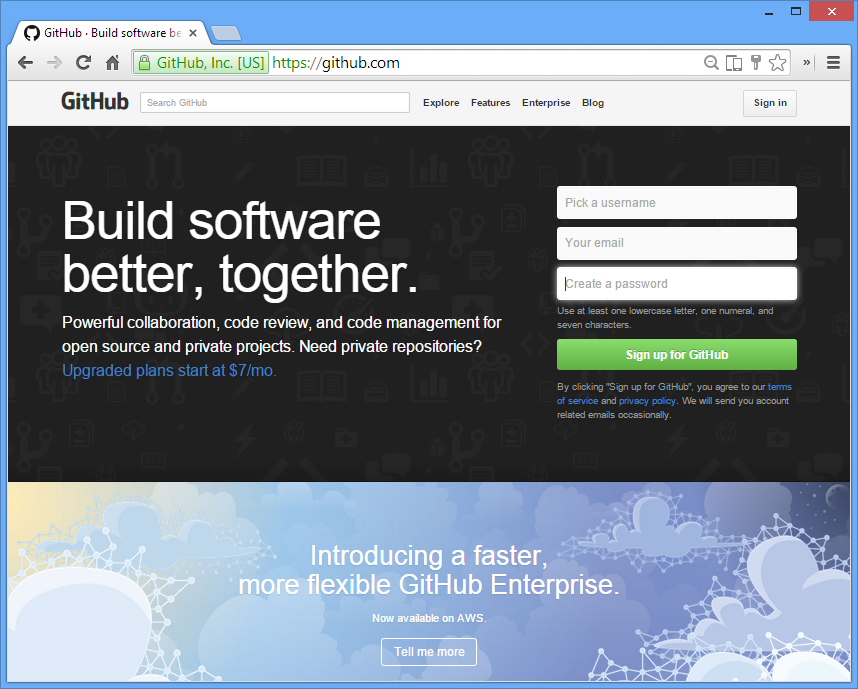 GitHub · Build software be
GitHub, Inc. [US] https://github.com
GitHub
Search GitHub
Explore Features Enterprise Blog
Sign in
Build software
better, together.
Powerful collaboration, code review, and code management for
open source and private projects. Need private repositories?
Upgraded plans start at $7/mo.
Pick a username
Your email
Create a password
Use at least one lowercase letter, one numeral, and
seven characters.
Sign up for GitHub
By clicking "Sign up for GitHub", you agree to our terms
of service and privacy policy. We will send you account
related emails occasionally.
Introducing a faster,
more flexible GitHub Enterprise.
Now available on AWS.
Tell me more